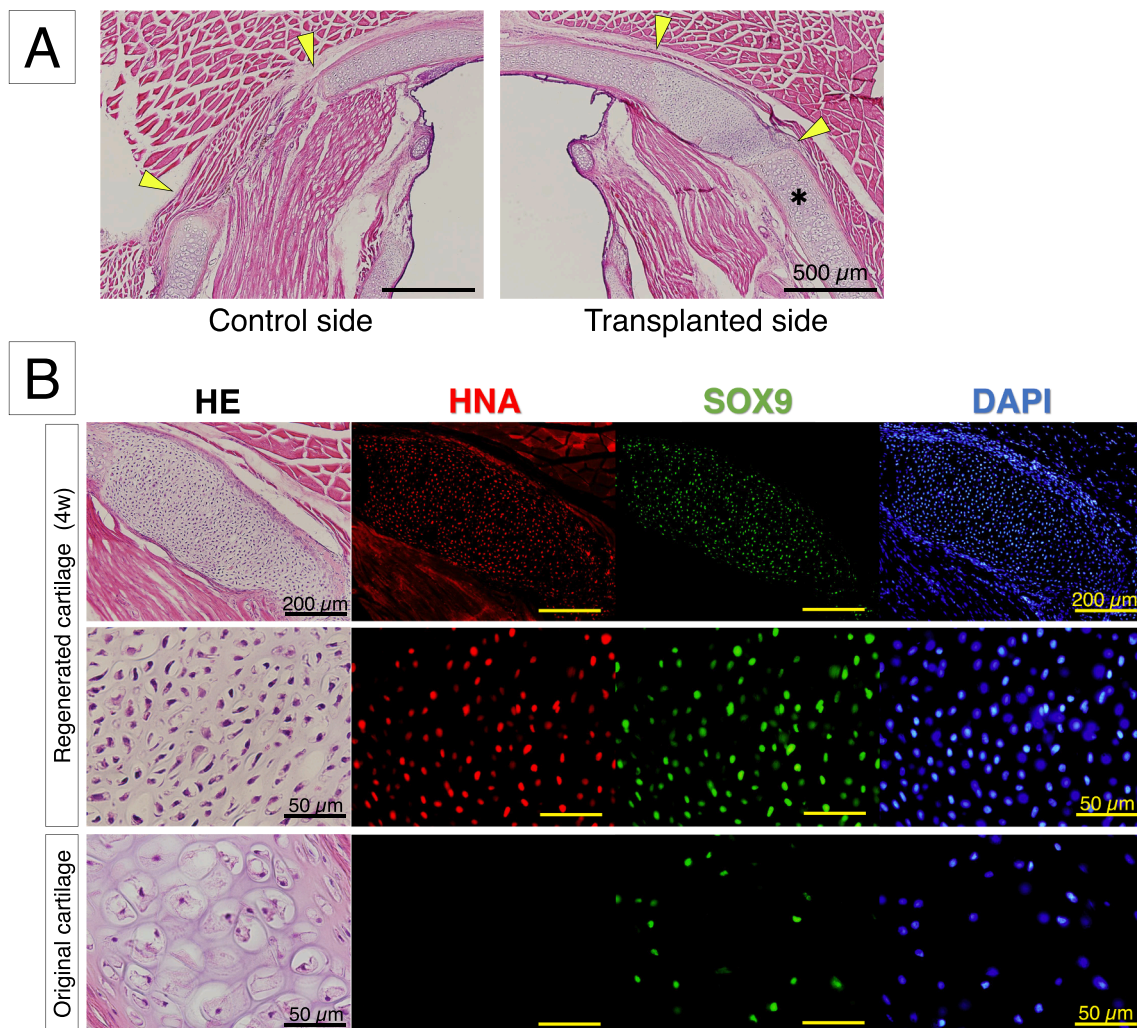 A
*
500 µm
Control side
Transplanted side
B
HE
HNA
SOX9
DAPI
Regenerated cartilage (4w)
200 µm
200 µm
50 µm
50 µm
Original cartilage
50 µm
50 µm